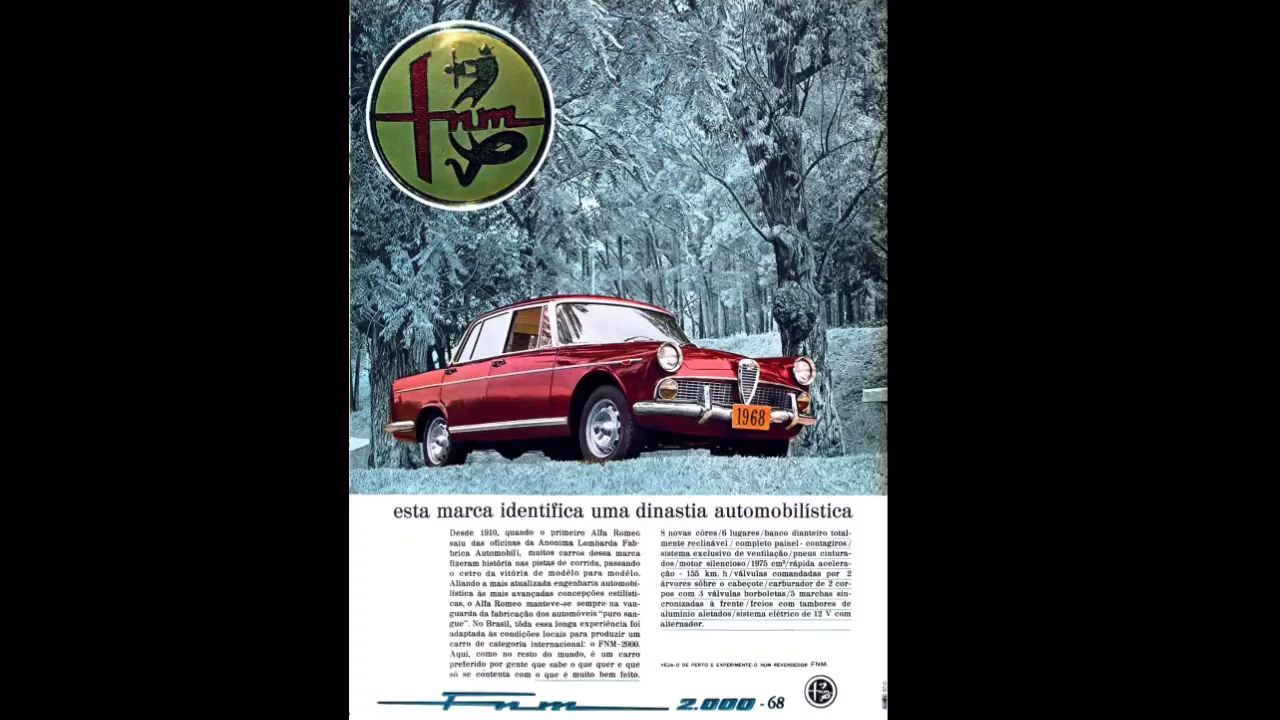 fnm
1968
esta marca identifica uma dinastia automobilística
Desde 1910, quando o primeiro Alfa Romeo
saiu das oficinas da Anonima Lombarda Fab-
brica Automobili, muitos carros dessa marca
fizeram história nas pistas de corrida, passando
o cetro da vitória de modêlo para modêlo.
Aliando a mais atualizada engenharia automobi-
lística às mais avançadas concepções estilísti-
cas, o Alfa Romeo manteve-se sempre na van-
guarda da fabricação dos automóveis "puro san-
gue". No Brasil, tôda essa longa experiência foi
adaptada às condições locais para produzir um
carro de categoria internacional: o FNM-2000.
Aqui, como no resto do mundo, é um carro
preferido por gente que sabe o que quer e que
só se contenta com o que é muito bem feito.
8 novas côres/6 lugares/banco dianteiro total-
mente reclinável/completo painel - contagiros/
sistema exclusivo de ventilação/pneus cintura-
dos/motor silencioso/1975 cm³/rápida acelera-
ção - 155 km. h/válvulas comandadas por 2
árvores sôbre o cabeçote/carburador de 2 cor-
pos com 3 válvulas borboletas/5 marchas sin-
cronizadas à frente/freios com tambores de
alumínio aletados/sistema elétrico de 12 V com
alternador.
VEJA-O DE PERTO E EXPERIMENTE-O NUM REVENDEDOR FNM.
Fnm 2.000 - 68
fnm